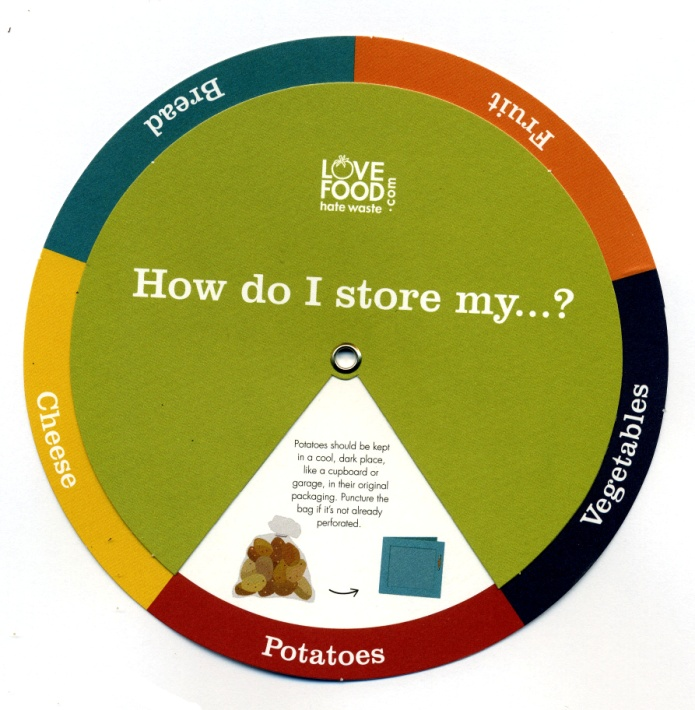 Bread
Fruit
LOVE
FOOD
hate waste .com
How do I store my...?
Cheese
Vegetables
Potatoes should be kept
in a cool, dark place,
like a cupboard or
garage, in their original
packaging. Puncture the
bag if it's not already
perforated.
Potatoes